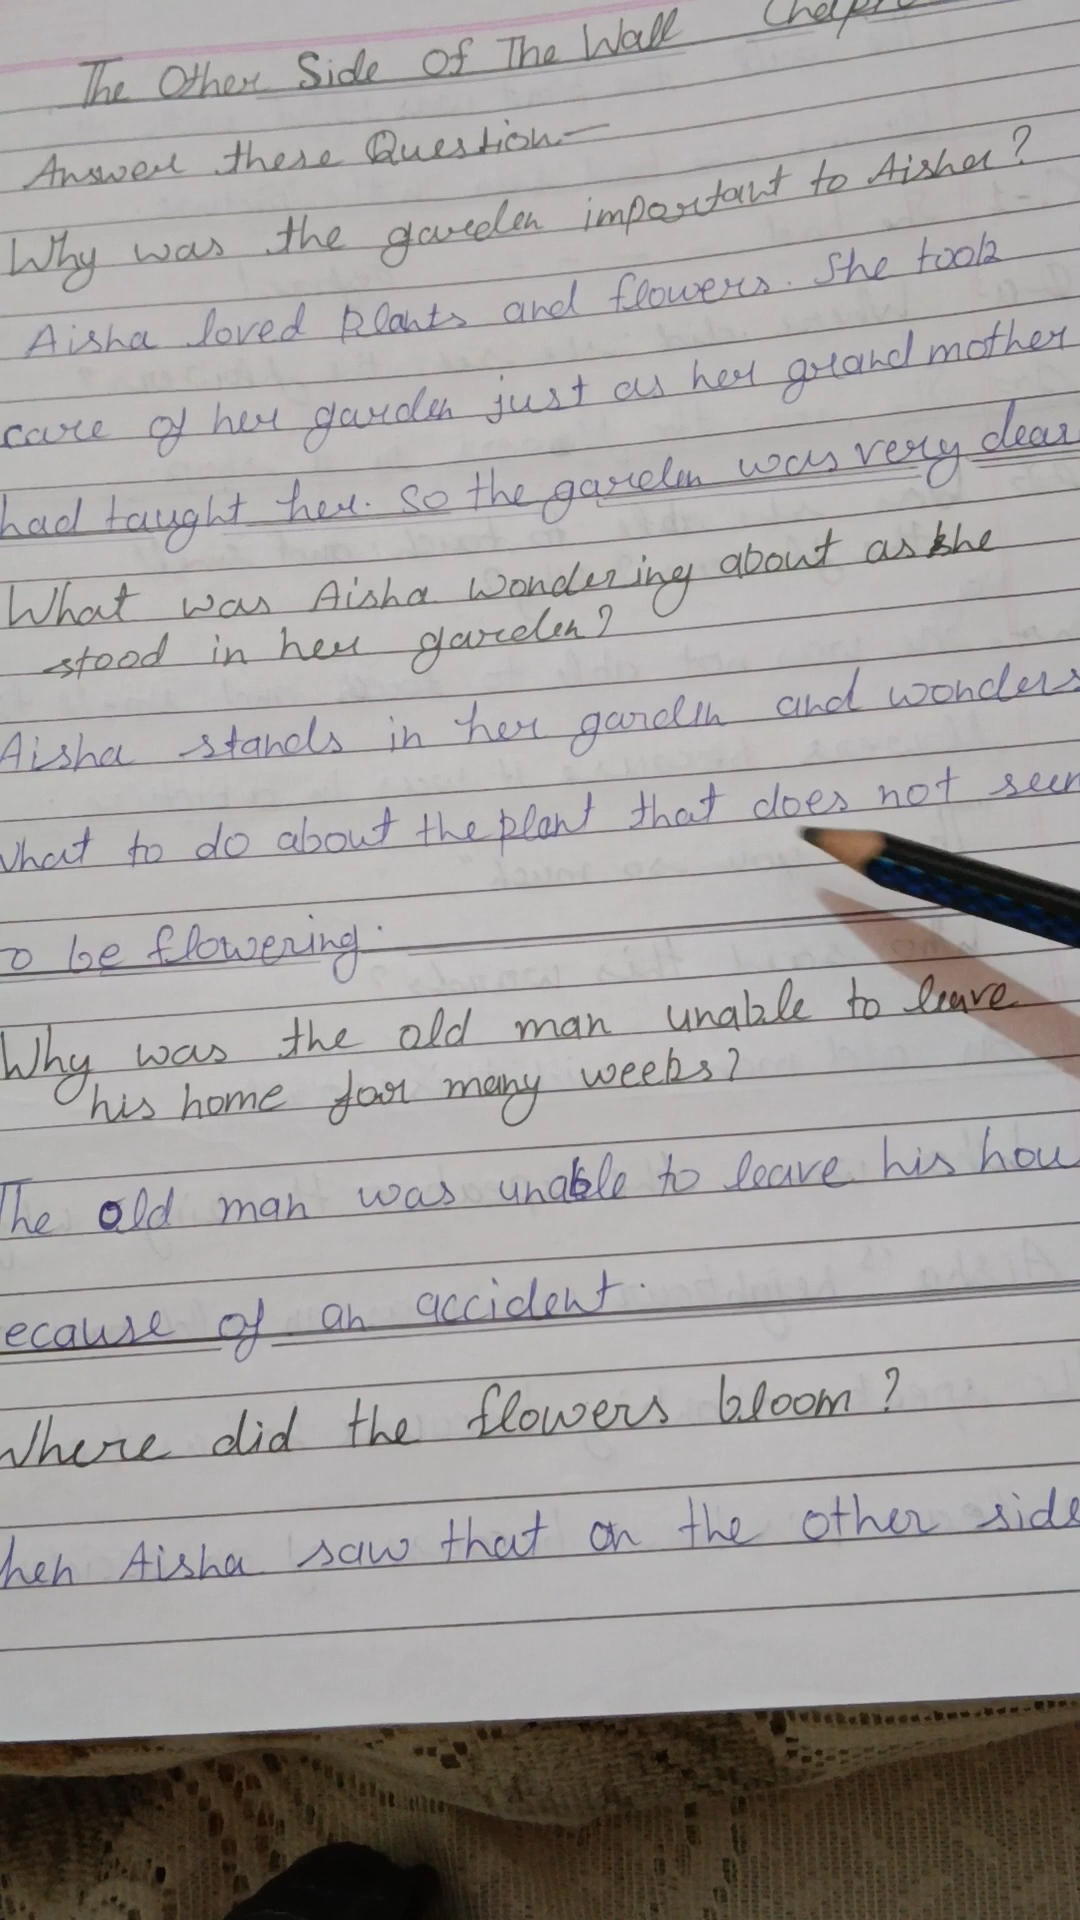 The Other Side Of The Wall
Answer these Question-
Why was the garden important to Aisha?
Aisha loved plants and flowers. She took
care of her garden just as her grand mother
had taught her. So the garden was very dear
What was Aisha Wondering about as she
stood in her garden?
Aisha stands in her garden and wonders
what to do about the plant that does not seem
to be flowering.
Why was the old man unable to leave
his home for many weeks?
The old man was unable to leave his hou
ecause of an accident.
Where did the flowers bloom?
hen Aisha saw that on the other side